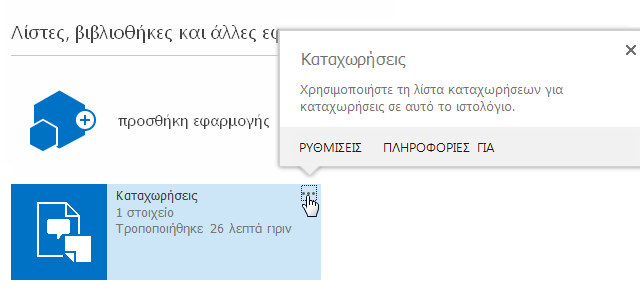 Λίστες, βιβλιοθήκες και άλλες εφ
Καταχωρήσεις
Χρησιμοποιήστε τη λίστα καταχωρήσεων για
καταχωρήσεις σε αυτό το ιστολόγιο.
προσθήκη εφαρμογής
ΡΥΘΜΙΣΕΙΣ ΠΛΗΡΟΦΟΡΙΕΣ ΓΙΑ
Καταχωρήσεις
1 στοιχείο
Τροποποιήθηκε 26 λεπτά πριν